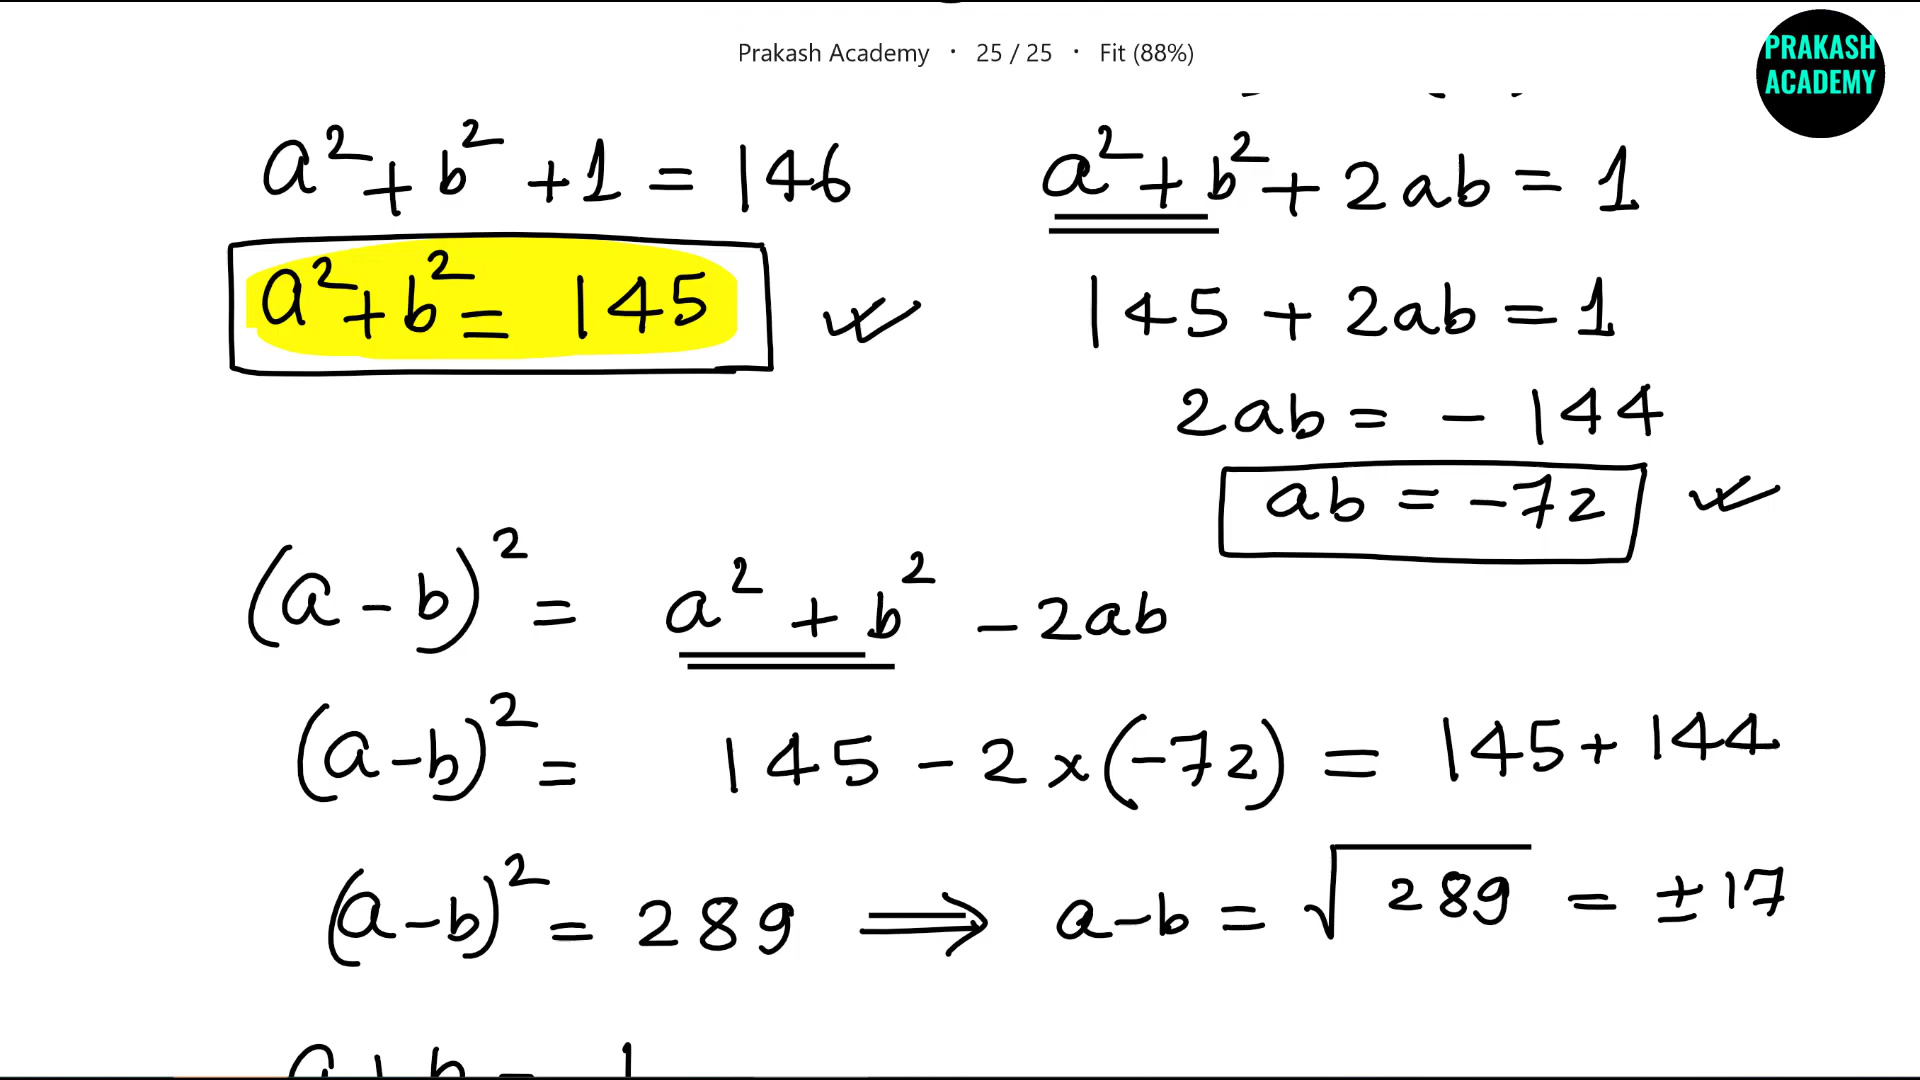 Prakash Academy · 25 / 25 · Fit (88%)
PRAKASH
ACADEMY
a² + b² + 1 = 146
a² + b² = 145
a² + b² + 2ab = 1
145 + 2ab = 1
2ab = - 144
ab = -72
(a - b)² = a² + b² - 2ab
(a - b)² = 145 - 2 × (-72) = 145 + 144
(a - b)² = 289 ⟹ a - b = √289 = ± 17